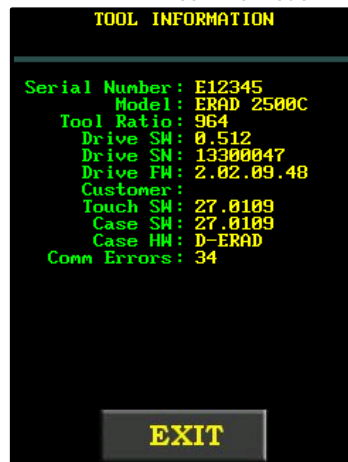 TOOL INFORMATION
Serial Number: E12345
Model: ERAD 2500C
Tool Ratio: 964
Drive SW: 0.512
Drive SN: 13300047
Drive FW: 2.02.09.48
Customer:
Touch SW: 27.0109
Case SW: 27.0109
Case HW: D-ERAD
Comm Errors: 34
EXIT